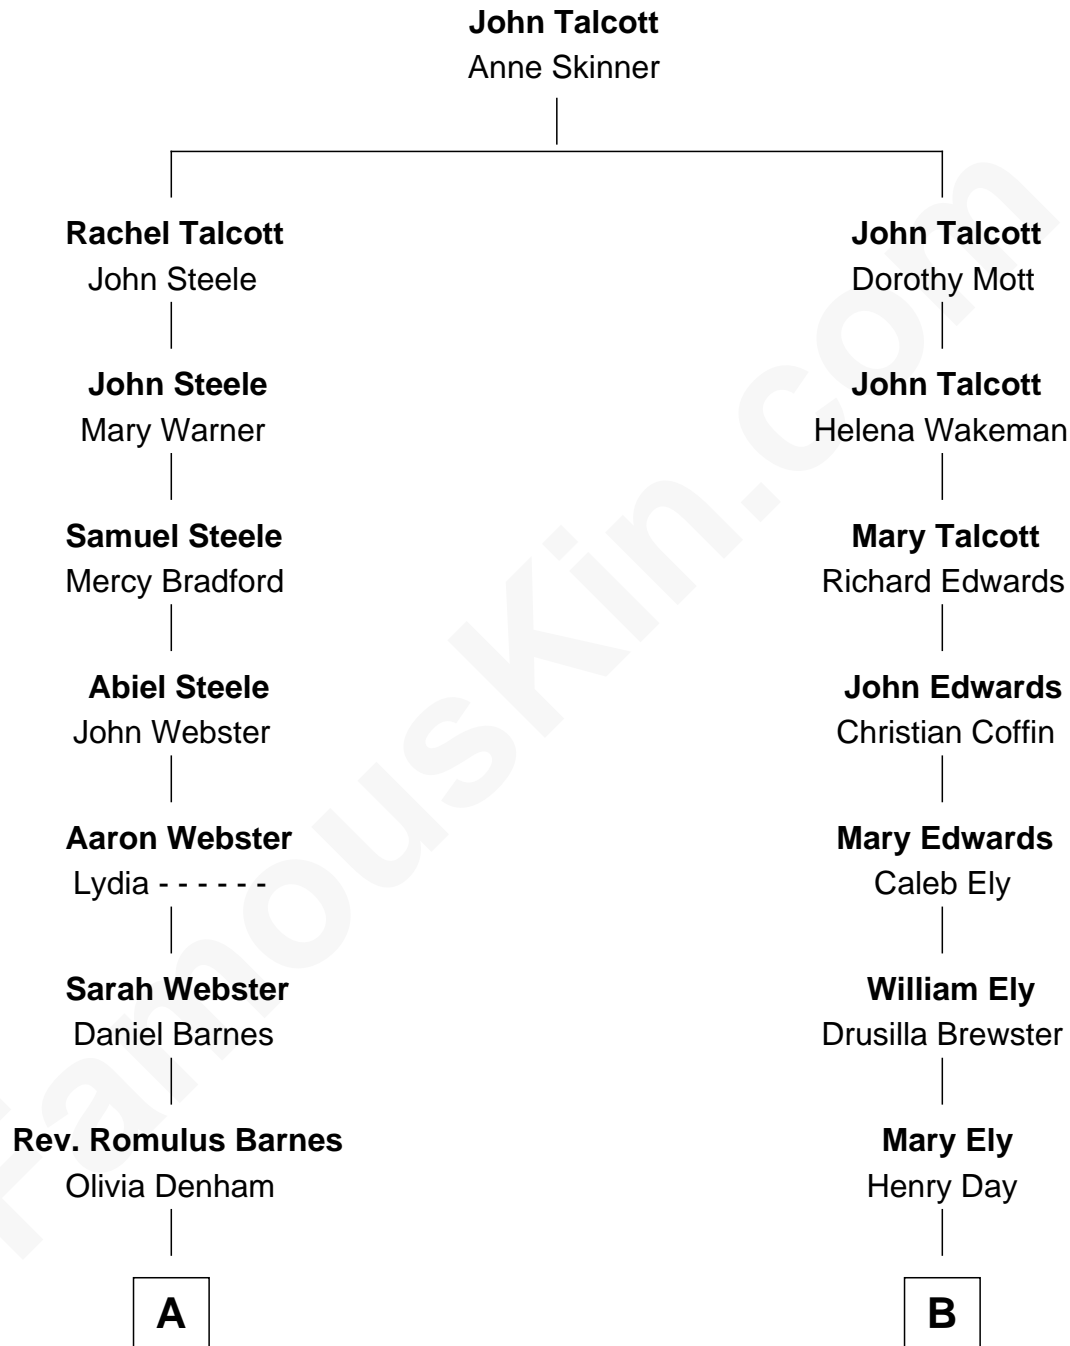 John Talcott
Anne Skinner
Rachel Talcott
John Steele
John Talcott
Dorothy Mott
John Steele
Mary Warner
John Talcott
Helena Wakeman
Samuel Steele
Mercy Bradford
Mary Talcott
Richard Edwards
Abiel Steele
John Webster
John Edwards
Christian Coffin
Aaron Webster
Lydia - - - - - -
Mary Edwards
Caleb Ely
Sarah Webster
Daniel Barnes
William Ely
Drusilla Brewster
Rev. Romulus Barnes
Olivia Denham
Mary Ely
Henry Day
A
B
FamousKin.com